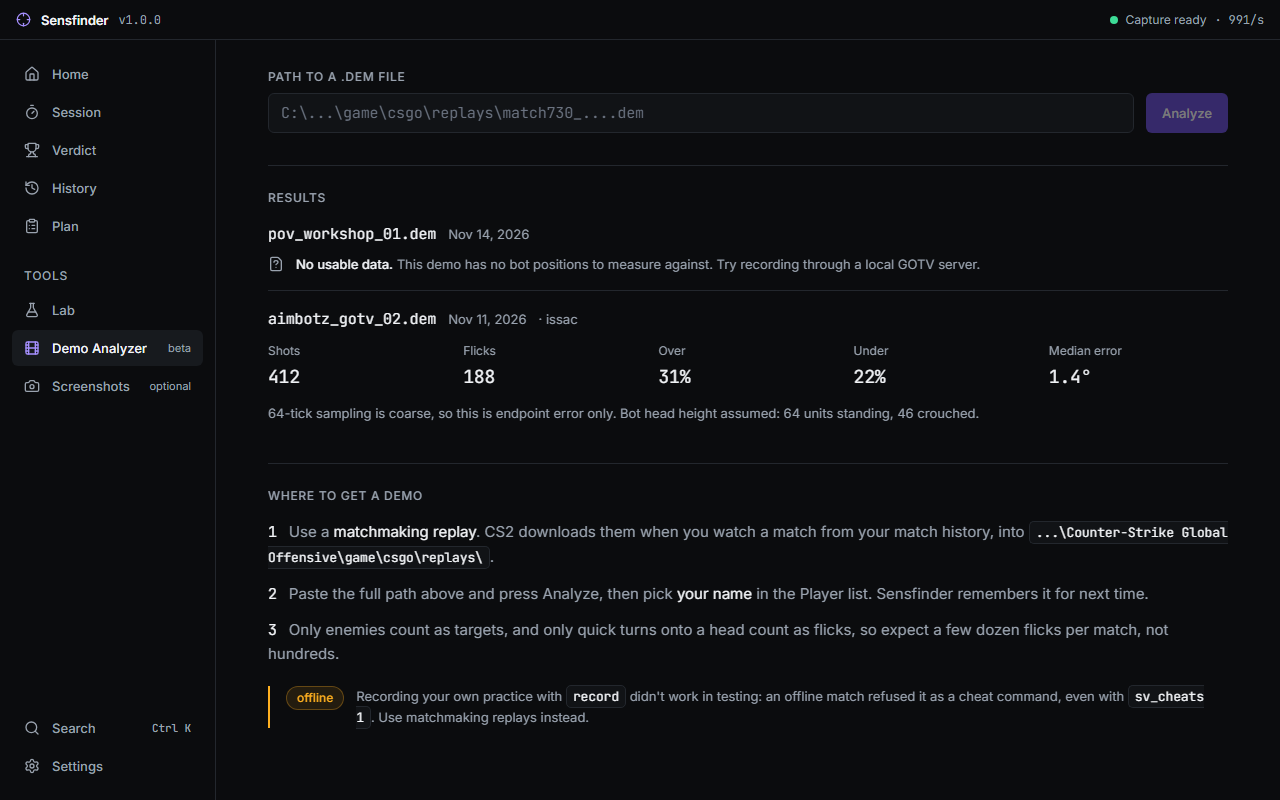 Sensfinder v1.0.0
Capture ready · 991/s
Home
Session
Verdict
History
Plan
TOOLS
Lab
Demo Analyzer beta
Screenshots optional
Search Ctrl K
Settings
PATH TO A .DEM FILE
C:\...\game\csgo\replays\match730_....dem
Analyze
RESULTS
pov_workshop_01.dem Nov 14, 2026
No usable data. This demo has no bot positions to measure against. Try recording through a local GOTV server.
aimbotz_gotv_02.dem Nov 11, 2026 · issac
Shots Flicks Over Under Median error
412 188 31% 22% 1.4°
64-tick sampling is coarse, so this is endpoint error only. Bot head height assumed: 64 units standing, 46 crouched.
WHERE TO GET A DEMO
1 Use a matchmaking replay. CS2 downloads them when you watch a match from your match history, into ...\Counter-Strike Global
Offensive\game\csgo\replays\ .
2 Paste the full path above and press Analyze, then pick your name in the Player list. Sensfinder remembers it for next time.
3 Only enemies count as targets, and only quick turns onto a head count as flicks, so expect a few dozen flicks per match, not
hundreds.
offline Recording your own practice with record didn't work in testing: an offline match refused it as a cheat command, even with sv_cheats
1 . Use matchmaking replays instead.